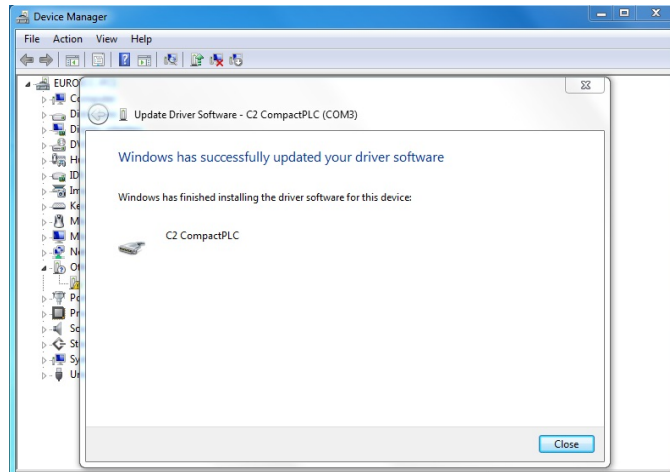 Device Manager
File Action View Help
Update Driver Software - C2 CompactPLC (COM3)
Windows has successfully updated your driver software
Windows has finished installing the driver software for this device:
C2 CompactPLC
Close